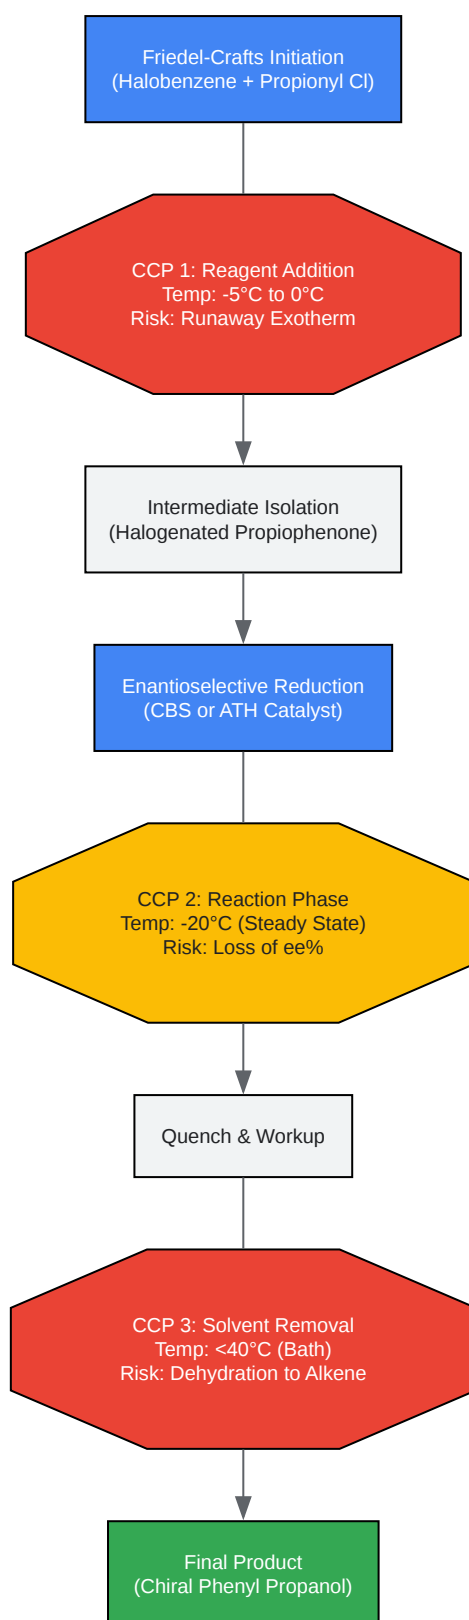 Friedel-Crafts Initiation
(Halobenzene + Propionyl Cl)
CCP 1: Reagent Addition
Temp: -5°C to 0°C
Risk: Runaway Exotherm
Intermediate Isolation
(Halogenated Propiophenone)
Enantioselective Reduction
(CBS or ATH Catalyst)
CCP 2: Reaction Phase
Temp: -20°C (Steady State)
Risk: Loss of ee%
Quench & Workup
CCP 3: Solvent Removal
Temp: <40°C (Bath)
Risk: Dehydration to Alkene
Final Product
(Chiral Phenyl Propanol)